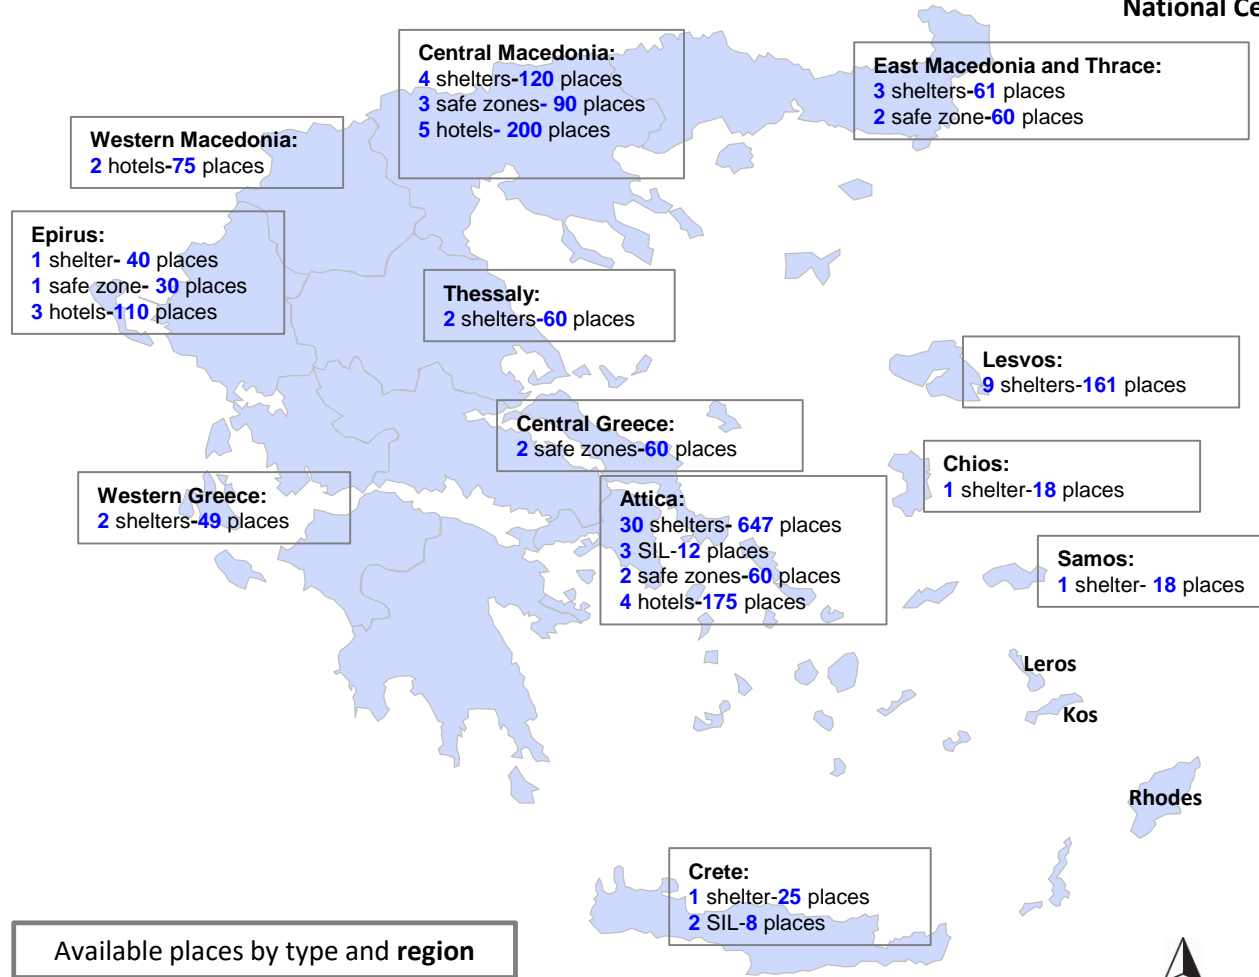 National Ce
Central Macedonia:
4 shelters-120 places
3 safe zones- 90 places
5 hotels- 200 places
East Macedonia and Thrace:
3 shelters-61 places
2 safe zone-60 places
Western Macedonia:
2 hotels-75 places
Epirus:
1 shelter- 40 places
1 safe zone- 30 places
3 hotels-110 places
Thessaly:
2 shelters-60 places
Lesvos:
9 shelters-161 places
Central Greece:
2 safe zones-60 places
Chios:
1 shelter-18 places
Western Greece:
2 shelters-49 places
Attica:
30 shelters- 647 places
3 SIL-12 places
2 safe zones-60 places
4 hotels-175 places
Samos:
1 shelter- 18 places
Leros
Kos
Rhodes
Crete:
1 shelter-25 places
2 SIL-8 places
Available places by type and region